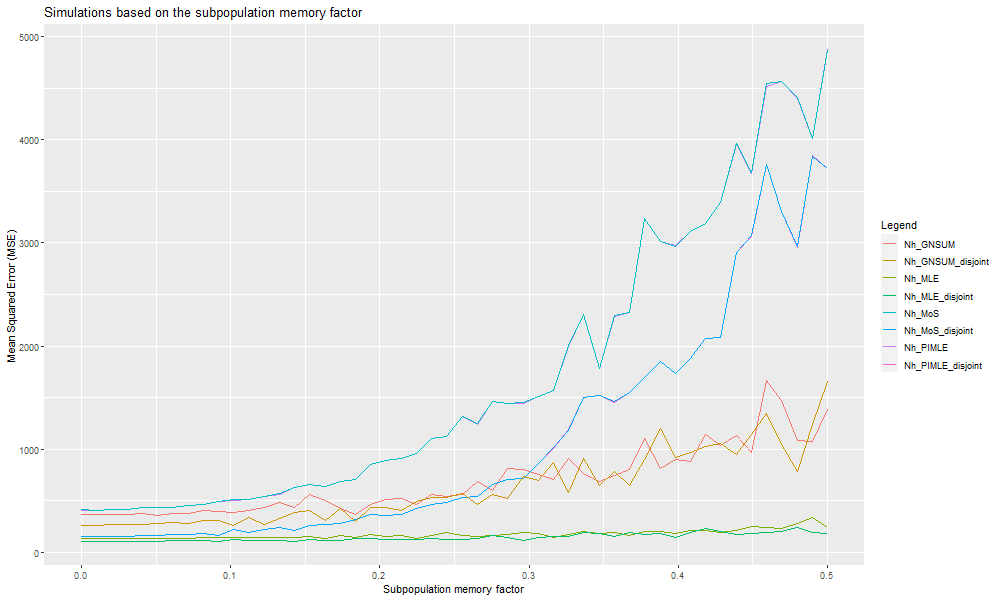 Simulations based on the subpopulation memory factor
5000
4000
3000
2000
1000
0
Mean Squared Error (MSE)
0.0
0.1
0.2
0.3
0.4
0.5
Subpopulation memory factor
Legend
Nh_GNSUM
Nh_GNSUM_disjoint
Nh_MLE
Nh_MLE_disjoint
Nh_MoS
Nh_MoS_disjoint
Nh_PIMLE
Nh_PIMLE_disjoint